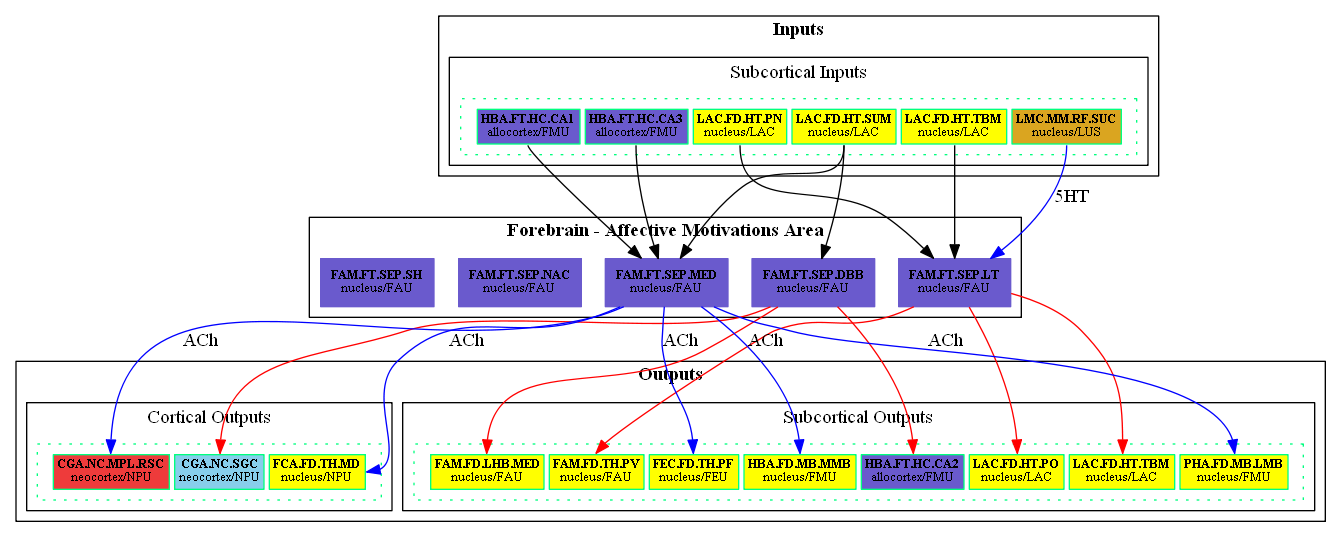 Inputs
Subcortical Inputs
HBA.FT.HC.CA1
allocortex/FMU
HBA.FT.HC.CA3
allocortex/FMU
LAC.FD.HT.PN
nucleus/LAC
LAC.FD.HT.SUM
nucleus/LAC
LAC.FD.HT.TBM
nucleus/LAC
LMC.MM.RF.SUC
nucleus/LUS
5HT
Forebrain - Affective Motivations Area
FAM.FT.SEP.SH
nucleus/FAU
FAM.FT.SEP.NAC
nucleus/FAU
FAM.FT.SEP.MED
nucleus/FAU
FAM.FT.SEP.DBB
nucleus/FAU
FAM.FT.SEP.LT
nucleus/FAU
ACh
ACh
ACh
ACh
ACh
Outputs
Cortical Outputs
CGA.NC.MPL.RSC
neocortex/NPU
CGA.NC.SGC
neocortex/NPU
FCA.FD.TH.MD
nucleus/NPU
Subcortical Outputs
FAM.FD.LHB.MED
nucleus/FAU
FAM.FD.TH.PV
nucleus/FAU
FEC.FD.TH.PF
nucleus/FEU
HBA.FD.MB.MMB
nucleus/FMU
HBA.FT.HC.CA2
allocortex/FMU
LAC.FD.HT.PO
nucleus/LAC
LAC.FD.HT.TBM
nucleus/LAC
PHA.FD.MB.LMB
nucleus/FMU